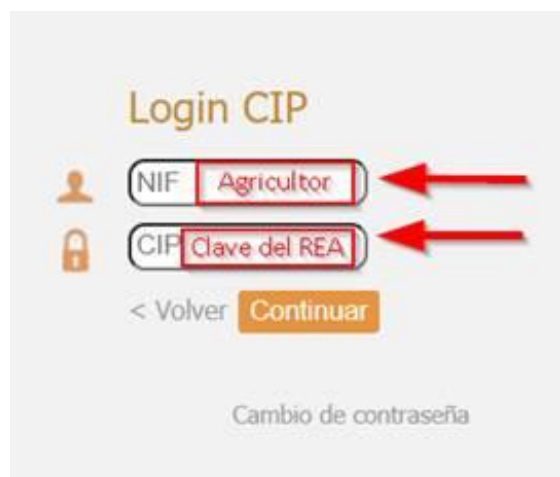 Login CIP
NIF Agricultor
CIP Clave del REA
< Volver Continuar
Cambio de contraseña